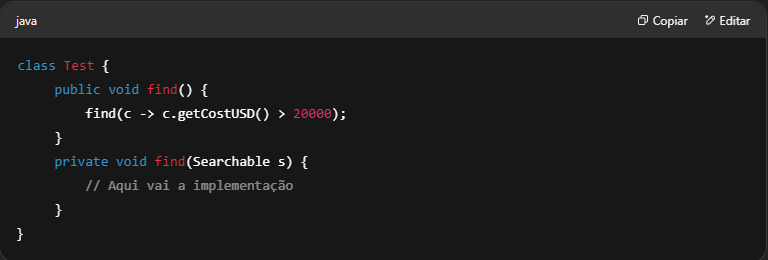 java
Copiar
Editar
class Test {
    public void find() {
        find(c -> c.getCostUSD() > 20000);
    }
    private void find(Searchable s) {
        // Aqui vai a implementação
    }
}